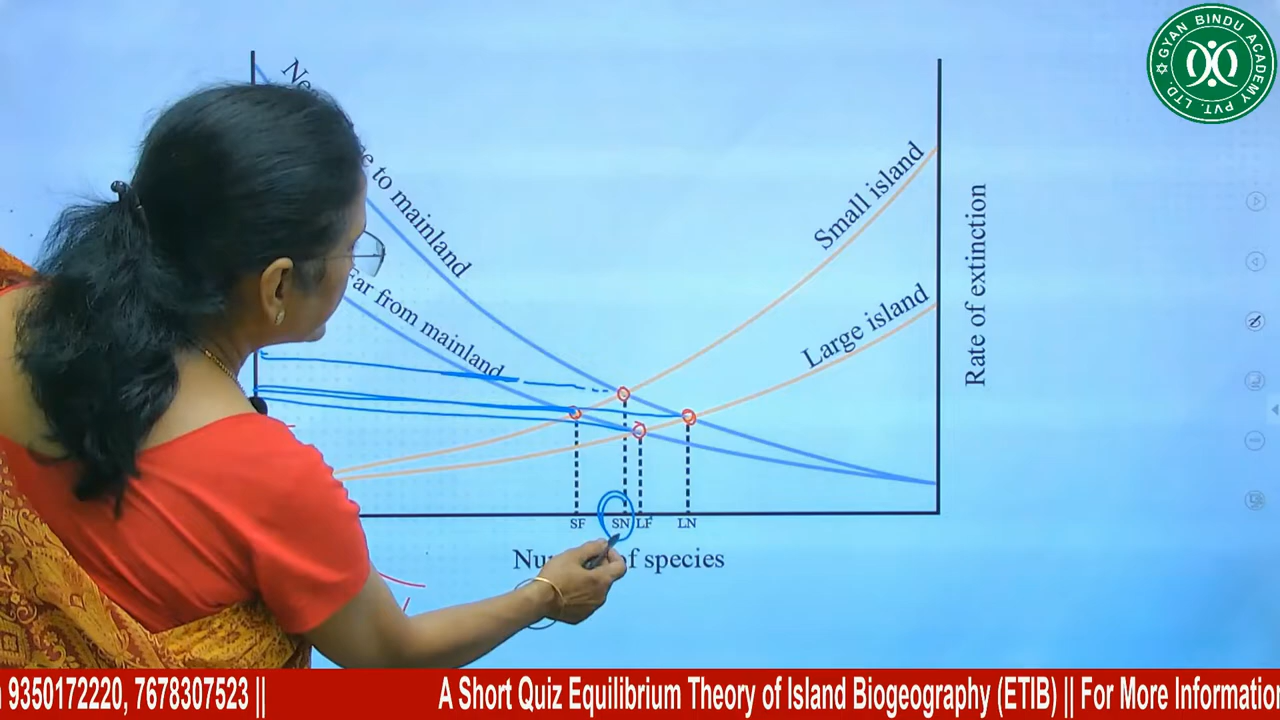 GYAN BINDU ACADEMY PVT. LTD.
to mainland
Far from mainland
Small island
Large island
Rate of extinction
SF SN LF LN
of species
9350172220, 7678307523 || A Short Quiz Equilibrium Theory of Island Biogeography (ETIB) || For More